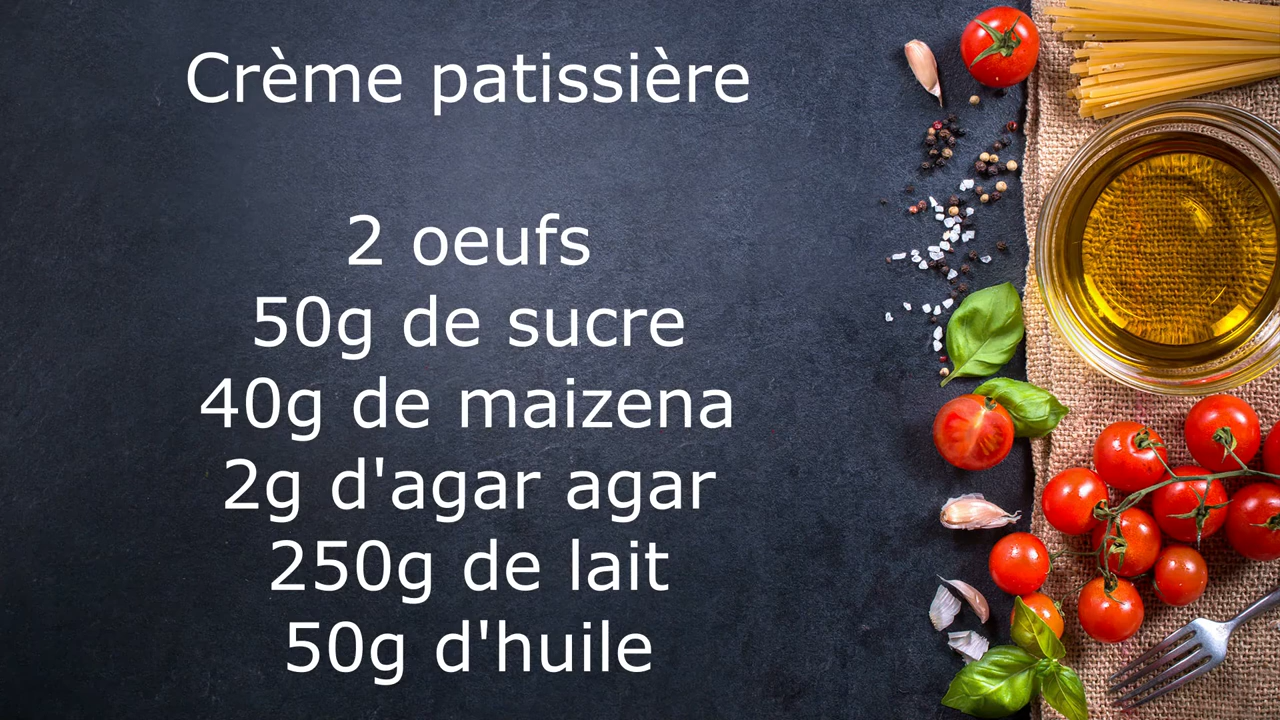 Crème patissière
2 oeufs
50g de sucre
40g de maizena
2g d'agar agar
250g de lait
50g d'huile